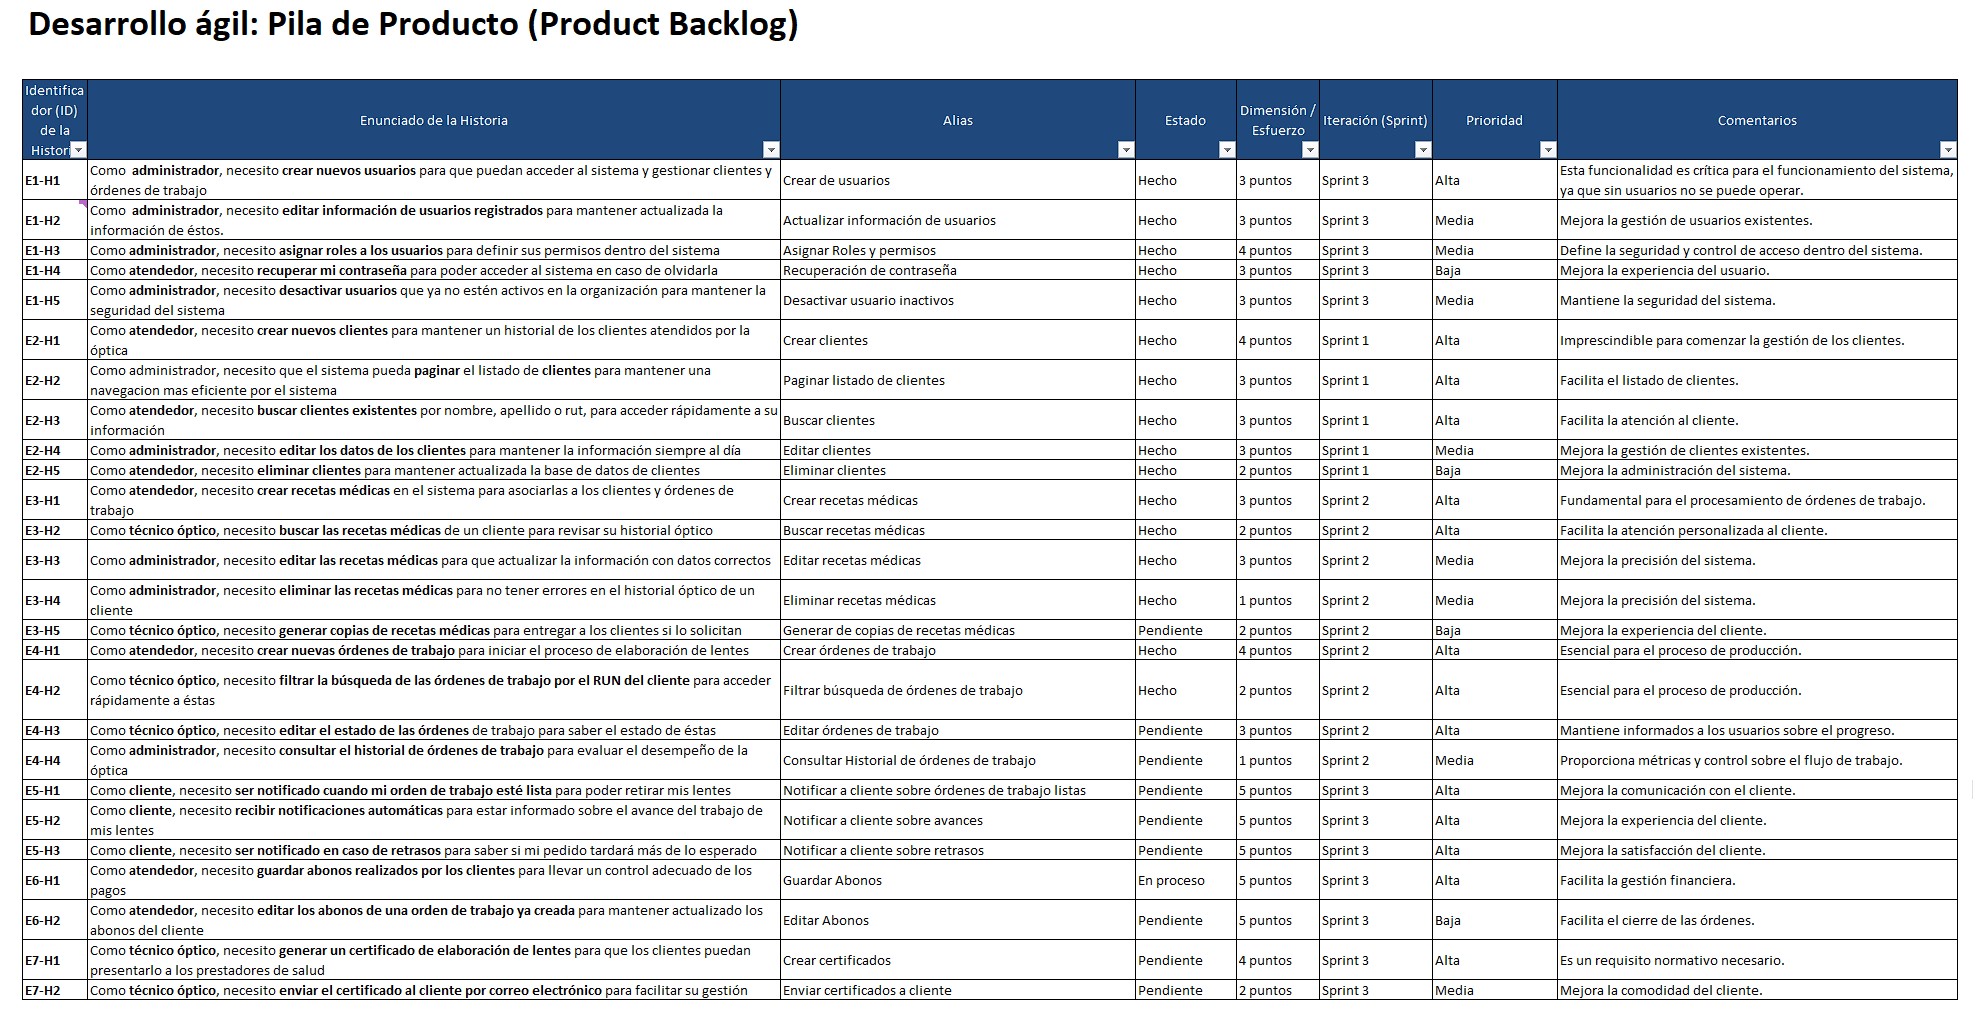 Desarrollo ágil: Pila de Producto (Product Backlog)
Identifica
dor (ID)
de la
Histori
Enunciado de la Historia
Alias
Estado
Dimensión /
Esfuerzo
Iteración (Sprint)
Prioridad
Comentarios
E1-H1
Como administrador, necesito crear nuevos usuarios para que puedan acceder al sistema y gestionar clientes y
órdenes de trabajo
Crear de usuarios
Hecho
3 puntos
Sprint 3
Alta
Esta funcionalidad es crítica para el funcionamiento del sistema,
ya que sin usuarios no se puede operar.
E1-H2
Como administrador, necesito editar información de usuarios registrados para mantener actualizada la
información de éstos.
Actualizar información de usuarios
Hecho
3 puntos
Sprint 3
Media
Mejora la gestión de usuarios existentes.
E1-H3
Como administrador, necesito asignar roles a los usuarios para definir sus permisos dentro del sistema
Asignar Roles y permisos
Hecho
4 puntos
Sprint 3
Media
Define la seguridad y control de acceso dentro del sistema.
E1-H4
Como atendedor, necesito recuperar mi contraseña para poder acceder al sistema en caso de olvidarla
Recuperación de contraseña
Hecho
3 puntos
Sprint 3
Baja
Mejora la experiencia del usuario.
E1-H5
Como administrador, necesito desactivar usuarios que ya no estén activos en la organización para mantener la
seguridad del sistema
Desactivar usuario inactivos
Hecho
3 puntos
Sprint 3
Media
Mantiene la seguridad del sistema.
E2-H1
Como atendedor, necesito crear nuevos clientes para mantener un historial de los clientes atendidos por la
óptica
Crear clientes
Hecho
4 puntos
Sprint 1
Alta
Imprescindible para comenzar la gestión de los clientes.
E2-H2
Como administrador, necesito que el sistema pueda paginar el listado de clientes para mantener una
navegacion mas eficiente por el sistema
Paginar listado de clientes
Hecho
3 puntos
Sprint 1
Alta
Facilita el listado de clientes.
E2-H3
Como atendedor, necesito buscar clientes existentes por nombre, apellido o rut, para acceder rápidamente a su
información
Buscar clientes
Hecho
3 puntos
Sprint 1
Alta
Facilita la atención al cliente.
E2-H4
Como administrador, necesito editar los datos de los clientes para mantener la información siempre al día
Editar clientes
Hecho
3 puntos
Sprint 1
Media
Mejora la gestión de clientes existentes.
E2-H5
Como atendedor, necesito eliminar clientes para mantener actualizada la base de datos de clientes
Eliminar clientes
Hecho
2 puntos
Sprint 1
Baja
Mejora la administración del sistema.
E3-H1
Como atendedor, necesito crear recetas médicas en el sistema para asociarlas a los clientes y órdenes de
trabajo
Crear recetas médicas
Hecho
3 puntos
Sprint 2
Alta
Fundamental para el procesamiento de órdenes de trabajo.
E3-H2
Como técnico óptico, necesito buscar las recetas médicas de un cliente para revisar su historial óptico
Buscar recetas médicas
Hecho
2 puntos
Sprint 2
Alta
Facilita la atención personalizada al cliente.
E3-H3
Como administrador, necesito editar las recetas médicas para que actualizar la información con datos correctos
Editar recetas médicas
Hecho
3 puntos
Sprint 2
Media
Mejora la precisión del sistema.
E3-H4
Como administrador, necesito eliminar las recetas médicas para no tener errores en el historial óptico de un
cliente
Eliminar recetas médicas
Hecho
1 puntos
Sprint 2
Media
Mejora la precisión del sistema.
E3-H5
Como técnico óptico, necesito generar copias de recetas médicas para entregar a los clientes si lo solicitan
Generar de copias de recetas médicas
Pendiente
2 puntos
Sprint 2
Baja
Mejora la experiencia del cliente.
E4-H1
Como atendedor, necesito crear nuevas órdenes de trabajo para iniciar el proceso de elaboración de lentes
Crear órdenes de trabajo
Hecho
4 puntos
Sprint 2
Alta
Esencial para el proceso de producción.
E4-H2
Como técnico óptico, necesito filtrar la búsqueda de las órdenes de trabajo por el RUN del cliente para acceder
rápidamente a éstas
Filtrar búsqueda de órdenes de trabajo
Hecho
2 puntos
Sprint 2
Alta
Esencial para el proceso de producción.
E4-H3
Como técnico óptico, necesito editar el estado de las órdenes de trabajo para saber el estado de éstas
Editar órdenes de trabajo
Pendiente
3 puntos
Sprint 2
Alta
Mantiene informados a los usuarios sobre el progreso.
E4-H4
Como administrador, necesito consultar el historial de órdenes de trabajo para evaluar el desempeño de la
óptica
Consultar Historial de órdenes de trabajo
Pendiente
1 puntos
Sprint 2
Media
Proporciona métricas y control sobre el flujo de trabajo.
E5-H1
Como cliente, necesito ser notificado cuando mi orden de trabajo esté lista para poder retirar mis lentes
Notificar a cliente sobre órdenes de trabajo listas
Pendiente
5 puntos
Sprint 3
Alta
Mejora la comunicación con el cliente.
E5-H2
Como cliente, necesito recibir notificaciones automáticas para estar informado sobre el avance del trabajo de
mis lentes
Notificar a cliente sobre avances
Pendiente
5 puntos
Sprint 3
Alta
Mejora la experiencia del cliente.
E5-H3
Como cliente, necesito ser notificado en caso de retrasos para saber si mi pedido tardará más de lo esperado
Notificar a cliente sobre retrasos
Pendiente
5 puntos
Sprint 3
Alta
Mejora la satisfacción del cliente.
E6-H1
Como atendedor, necesito guardar abonos realizados por los clientes para llevar un control adecuado de los
pagos
Guardar Abonos
En proceso
5 puntos
Sprint 3
Alta
Facilita la gestión financiera.
E6-H2
Como atendedor, necesito editar los abonos de una orden de trabajo ya creada para mantener actualizado los
abonos del cliente
Editar Abonos
Pendiente
5 puntos
Sprint 3
Baja
Facilita el cierre de las órdenes.
E7-H1
Como técnico óptico, necesito generar un certificado de elaboración de lentes para que los clientes puedan
presentarlo a los prestadores de salud
Crear certificados
Pendiente
4 puntos
Sprint 3
Alta
Es un requisito normativo necesario.
E7-H2
Como técnico óptico, necesito enviar el certificado al cliente por correo electrónico para facilitar su gestión
Enviar certificados a cliente
Pendiente
2 puntos
Sprint 3
Media
Mejora la comodidad del cliente.